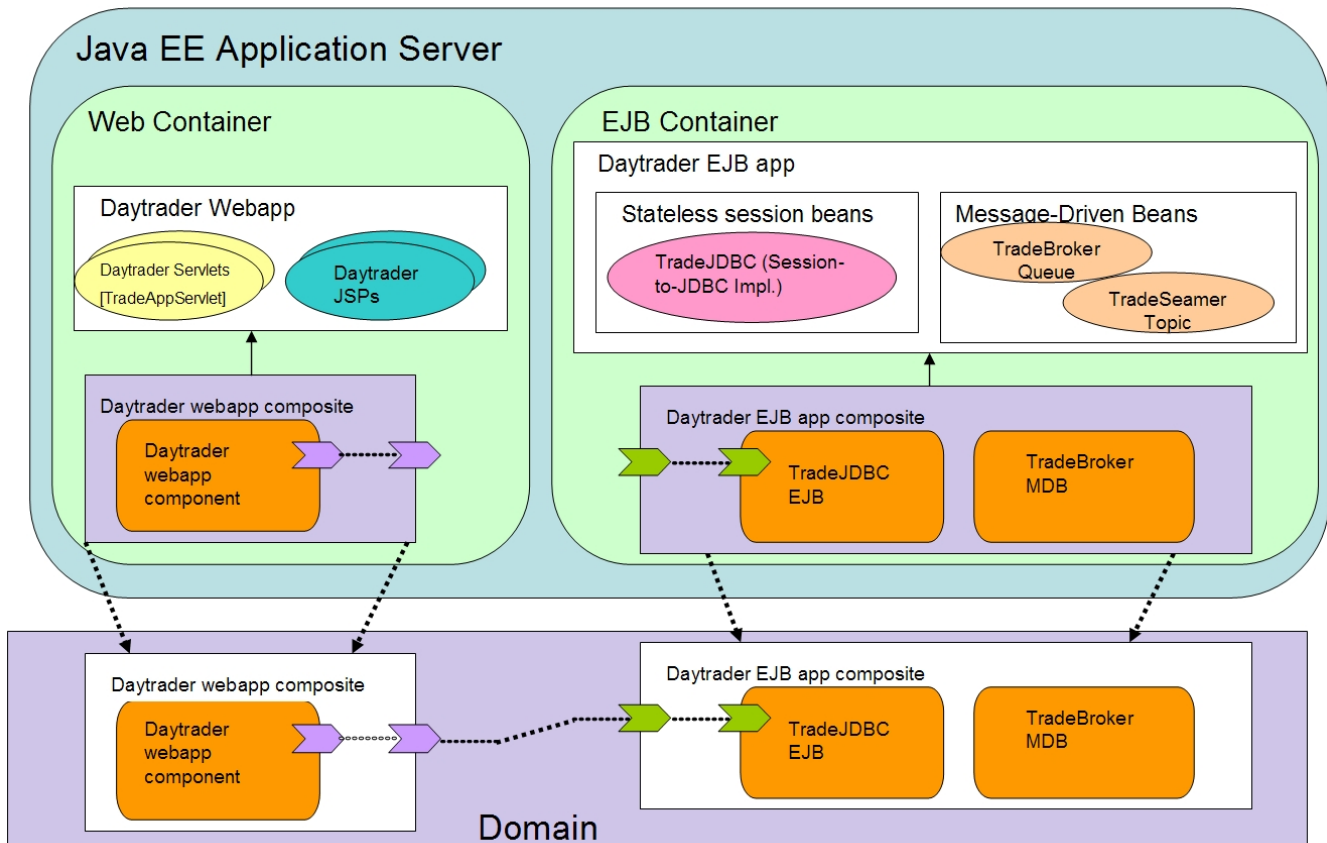 Java EE Application Server
Web Container
Daytrader Webapp
Daytrader Servlets
[TradeAppServlet]
Daytrader
JSPs
Daytrader webapp composite
Daytrader
webapp
component
EJB Container
Daytrader EJB app
Stateless session beans
TradeJDBC (Session-
to-JDBC Impl.)
Message-Driven Beans
TradeBroker
Queue
TradeSeamer
Topic
Daytrader EJB app composite
TradeJDBC
EJB
TradeBroker
MDB
Daytrader webapp composite
Daytrader
webapp
component
Daytrader EJB app composite
TradeJDBC
EJB
TradeBroker
MDB
Domain